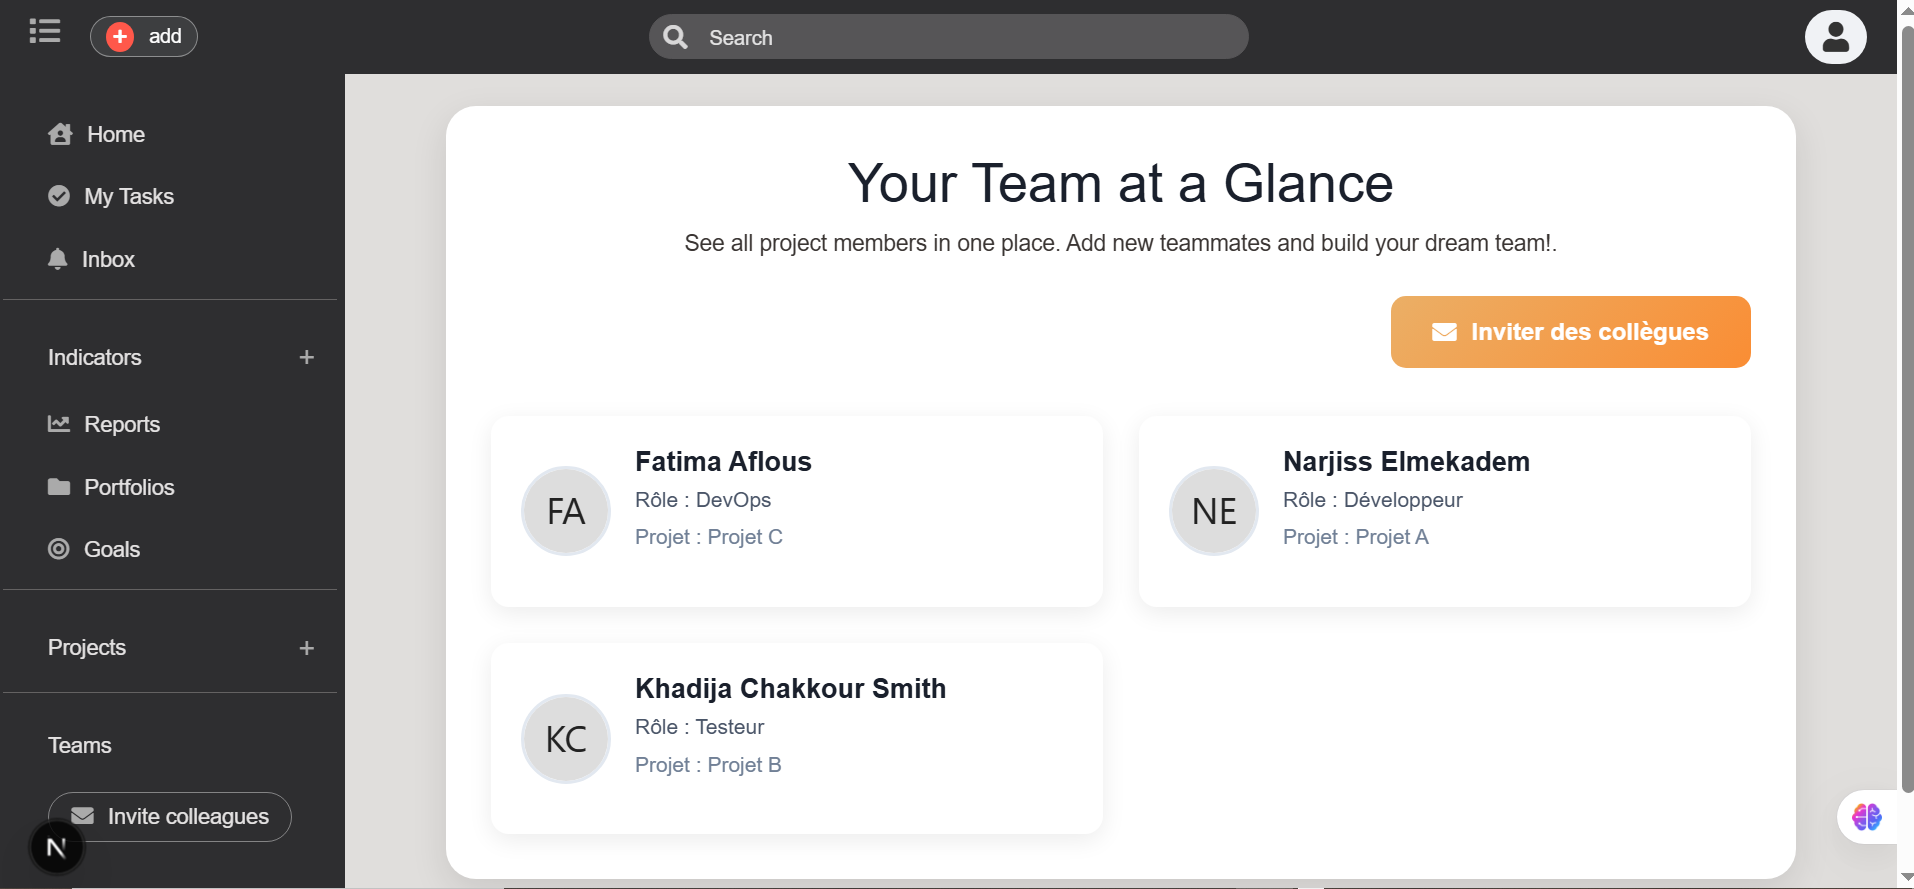 add
Search
Home
My Tasks
Inbox
Indicators +
Reports
Portfolios
Goals
Projects +
Teams
Invite colleagues
N
Your Team at a Glance
See all project members in one place. Add new teammates and build your dream team!.
Inviter des collègues
FA
Fatima Aflous
Rôle : DevOps
Projet : Projet C
NE
Narjiss Elmekadem
Rôle : Développeur
Projet : Projet A
KC
Khadija Chakkour Smith
Rôle : Testeur
Projet : Projet B